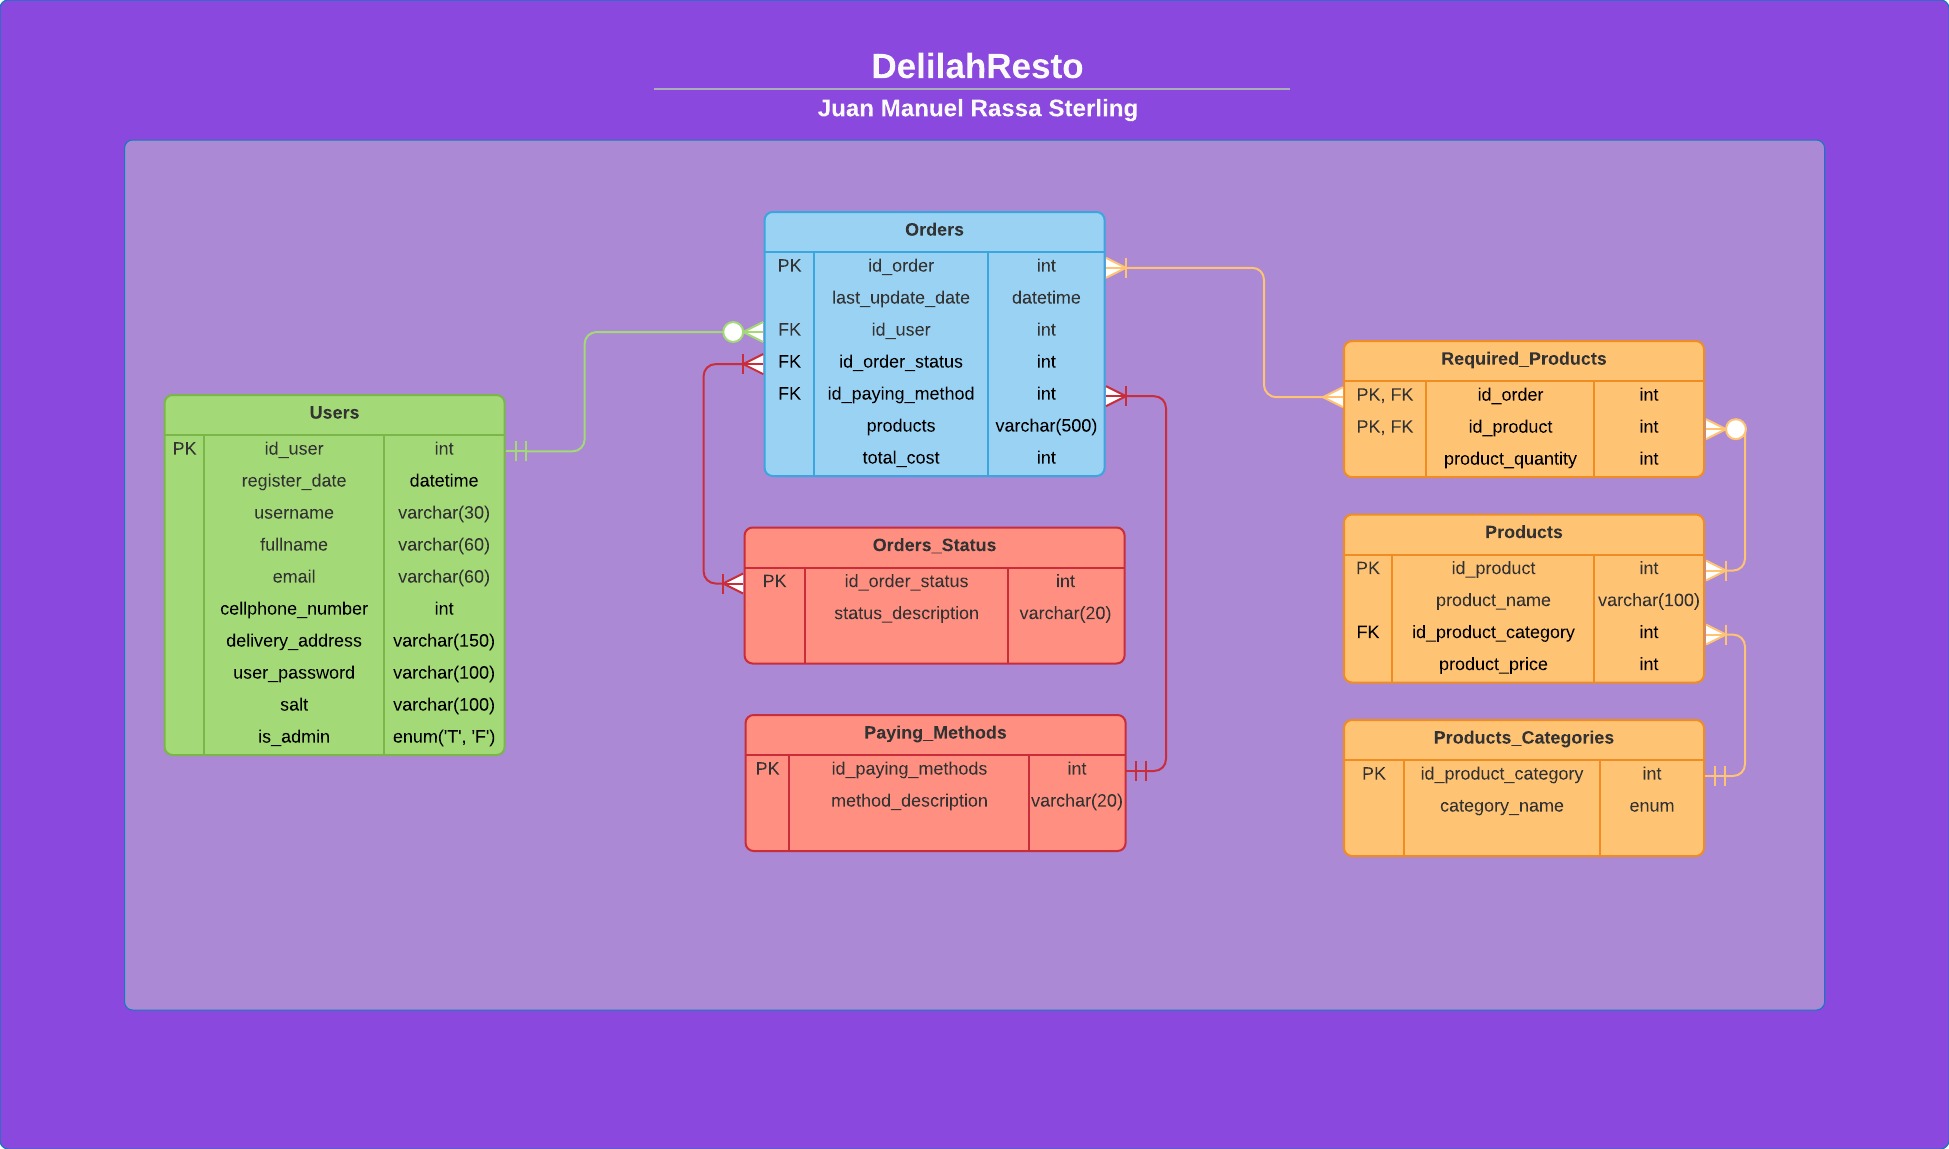 DelilahResto
Juan Manuel Rassa Sterling
Orders
PK id_order int
last_update_date datetime
FK id_user int
FK id_order_status int
FK id_paying_method int
products varchar(500)
total_cost int
Users
PK id_user int
register_date datetime
username varchar(30)
fullname varchar(60)
email varchar(60)
cellphone_number int
delivery_address varchar(150)
user_password varchar(100)
salt varchar(100)
is_admin enum('T', 'F')
Orders_Status
PK id_order_status int
status_description varchar(20)
Paying_Methods
PK id_paying_methods int
method_description varchar(20)
Required_Products
PK, FK id_order int
PK, FK id_product int
product_quantity int
Products
PK id_product int
product_name varchar(100)
FK id_product_category int
product_price int
Products_Categories
PK id_product_category int
category_name enum